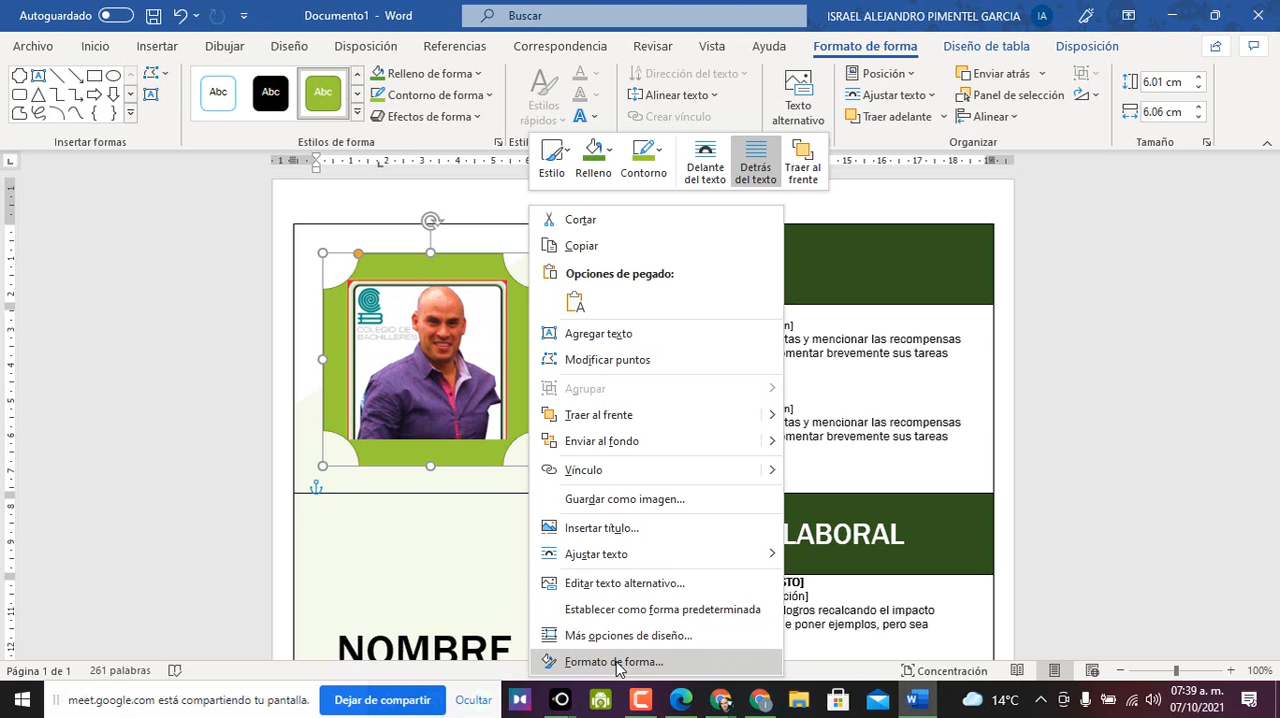 Autoguardado
Documento1 - Word
Buscar
ISRAEL ALEJANDRO PIMENTEL GARCIA
IA
Archivo
Inicio
Insertar
Dibujar
Diseño
Disposición
Referencias
Correspondencia
Revisar
Vista
Ayuda
Formato de forma
Diseño de tabla
Disposición
Abc
Abc
Abc
Relleno de forma
Contorno de forma
Efectos de forma
Estilos
rápidos
Dirección del texto
Alinear texto
Crear vínculo
Texto
alternativo
Posición
Ajustar texto
Traer adelante
Enviar atrás
Panel de selección
Alinear
6.01 cm
6.06 cm
Insertar formas
Estilos de forma
Organizar
Tamaño
Estilo
Relleno
Contorno
Delante
del texto
Detrás
del texto
Traer al
frente
Cortar
Copiar
Opciones de pegado:
Agregar texto
Modificar puntos
Agrupar
Traer al frente
Enviar al fondo
Vínculo
Guardar como imagen...
Insertar título...
Ajustar texto
Editar texto alternativo...
Establecer como forma predeterminada
Más opciones de diseño...
Formato de forma...
COLEGIO DE
BACHILLERES
tas y mencionar las recompensas
omentar brevemente sus tareas
tas y mencionar las recompensas
omentar brevemente sus tareas
LABORAL
STO]
ción]
logros recalcando el impacto
e poner ejemplos, pero sea
NOMBRE
Página 1 de 1
261 palabras
Concentración
100%
meet.google.com está compartiendo tu pantalla.
Dejar de compartir
Ocultar
14°C
07:39 a. m.
07/10/2021